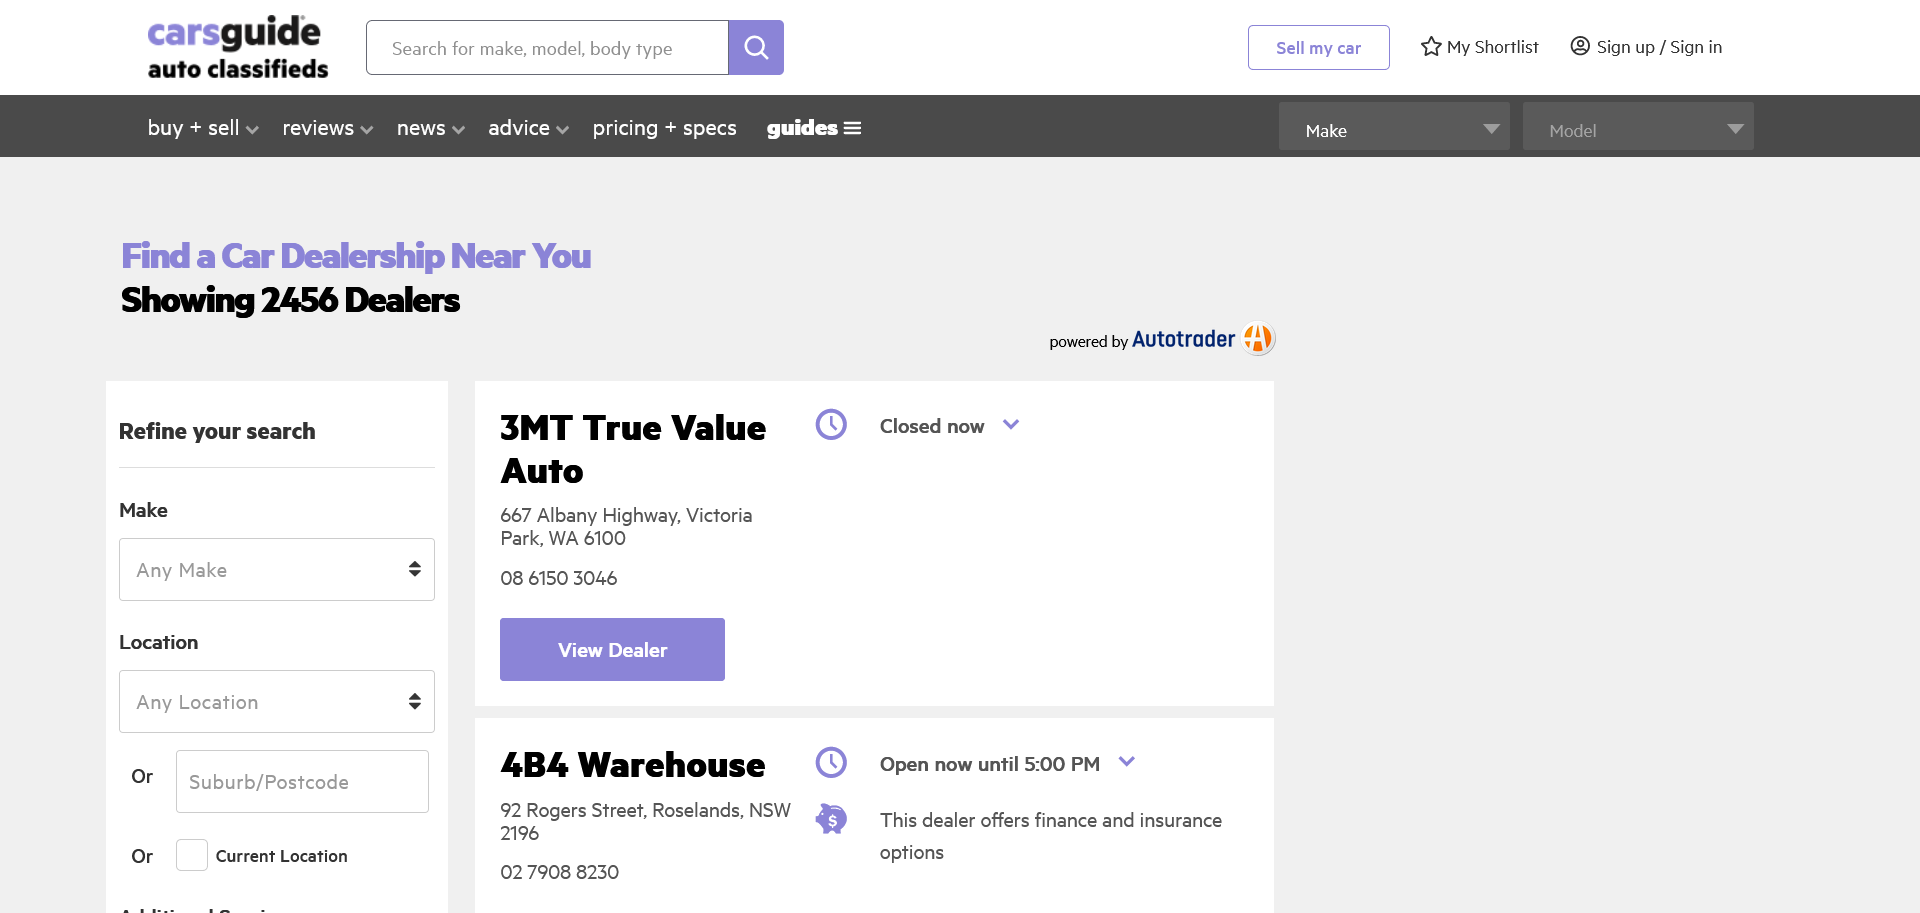 carsguide
auto classifieds
Search for make, model, body type
Sell my car
My Shortlist
Sign up / Sign in
buy + sell
reviews
news
advice
pricing + specs
guides
Make
Model
Find a Car Dealership Near You
Showing 2456 Dealers
powered by Autotrader
Refine your search
Make
Any Make
Location
Any Location
Or
Suburb/Postcode
Or
Current Location
3MT True Value
Auto
667 Albany Highway, Victoria
Park, WA 6100
08 6150 3046
View Dealer
Closed now
4B4 Warehouse
92 Rogers Street, Roselands, NSW
2196
02 7908 8230
Open now until 5:00 PM
This dealer offers finance and insurance
options